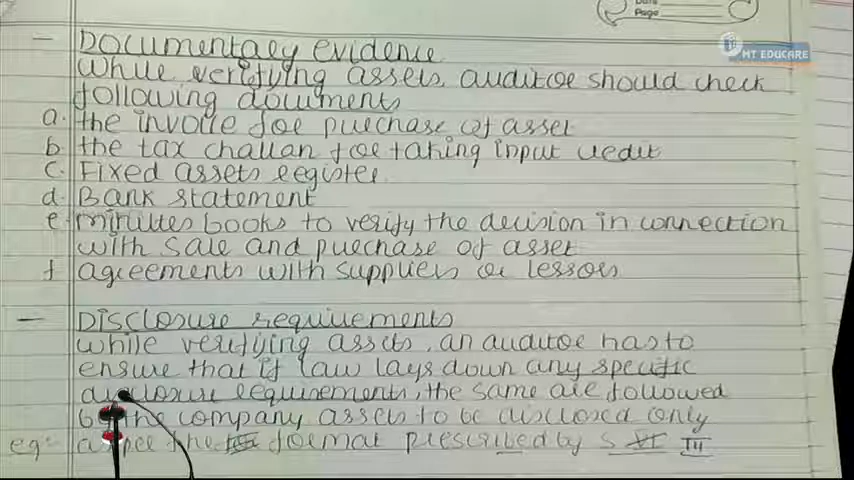 Date
Page
MT EDUCARE
— Documentary evidence
While verifying assets, auditor should check
following documents
a. the invoice for purchase of asset
b. the tax challan for taking input credit
c. Fixed assets register
d. Bank statement
e. minutes books to verify the decision in connection
with sale and purchase of asset
f agreements with suppliers or lessors
— Disclosure requirements
while verifying assets, an auditor has to
ensure that if law lays down any specific
disclosure requirements, the same are followed
by the company assets to be disclosed only
eg:- as per the format prescribed by S III